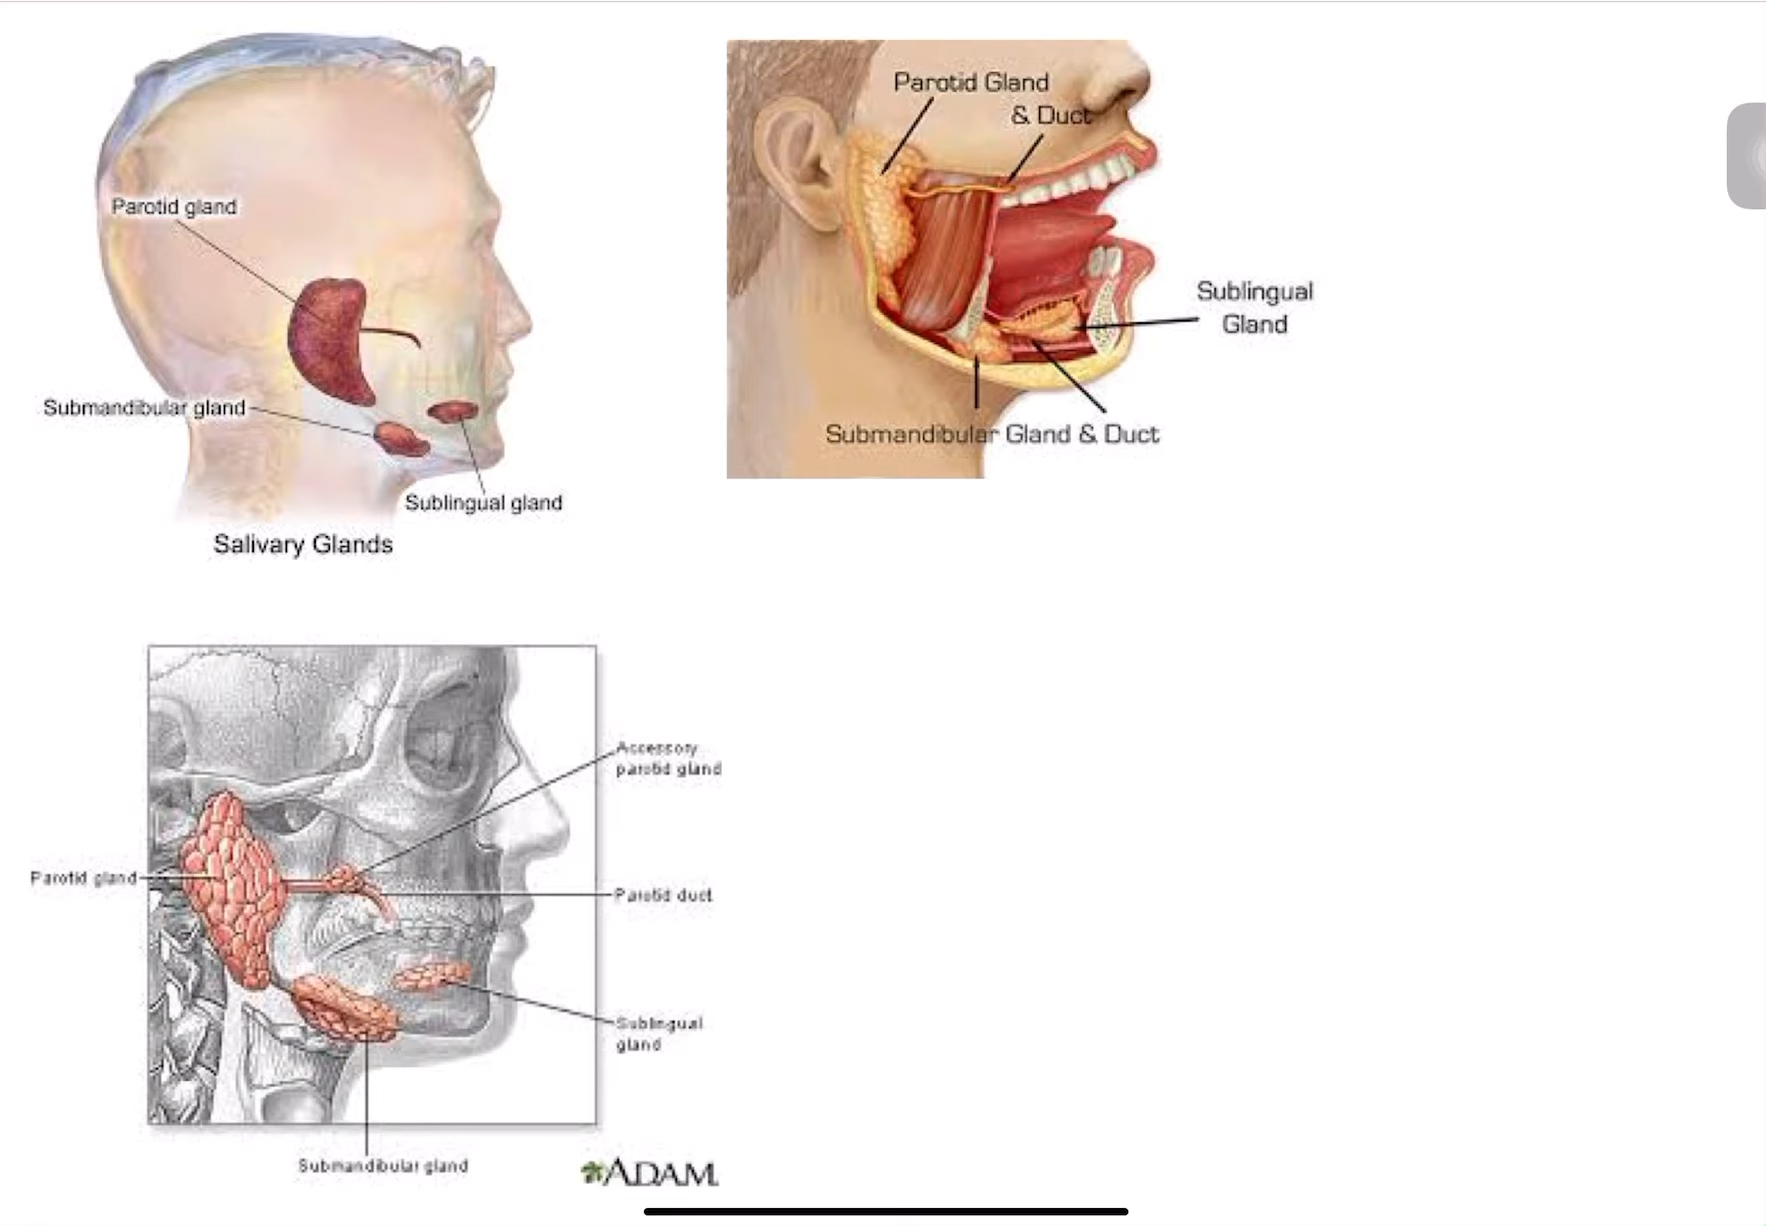 Parotid gland
Submandibular gland
Sublingual gland
Salivary Glands
Parotid Gland
& Duct
Sublingual
Gland
Submandibular Gland & Duct
Accessory
parotid gland
Parotid gland
Parotid duct
Sublingual
gland
Submandibular gland
ADAM.